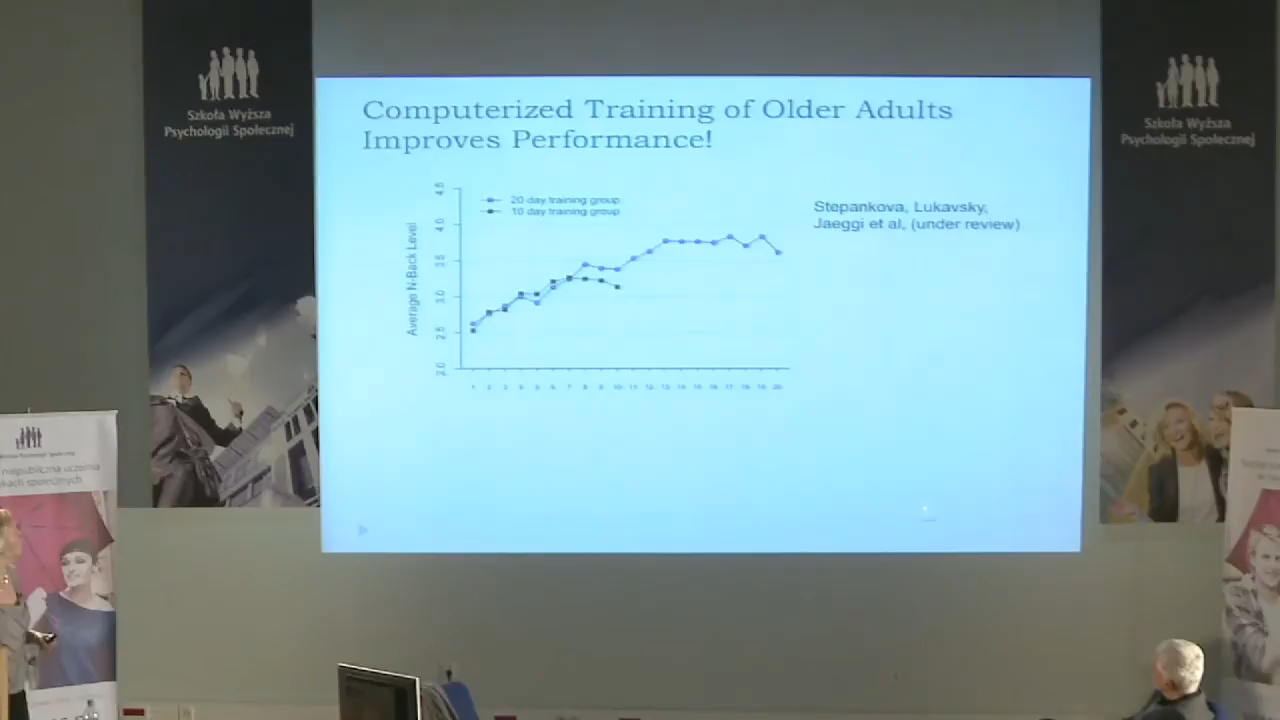 Szkoła Wyższa
Psychologii Społecznej
Szkoła Wyższa
Psychologii Społecznej
Computerized Training of Older Adults
Improves Performance!
20 day training group
10 day training group
Stepankova, Lukavsky,
Jaeggi et al, (under review)
Average N-Back Level
4.5
4.0
3.5
3.0
2.5
2.0
1 2 3 4 5 6 7 8 9 10 11 12 13 14 15 16 17 18 19 20
niepubliczna uczelnia